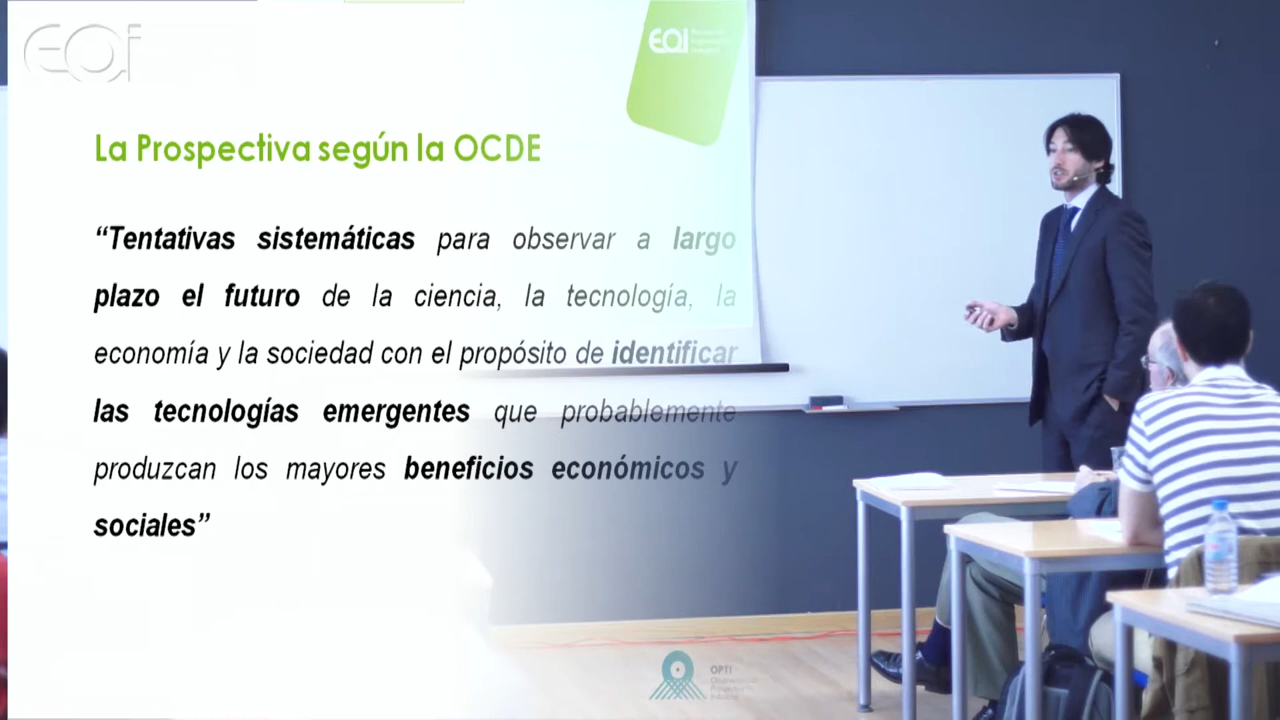 eoi
EOI
La Prospectiva según la OCDE
“Tentativas sistemáticas para observar a largo
plazo el futuro de la ciencia, la tecnología, la
economía y la sociedad con el propósito de identificar
las tecnologías emergentes que probablemente
produzcan los mayores beneficios económicos y
sociales”
OPTI